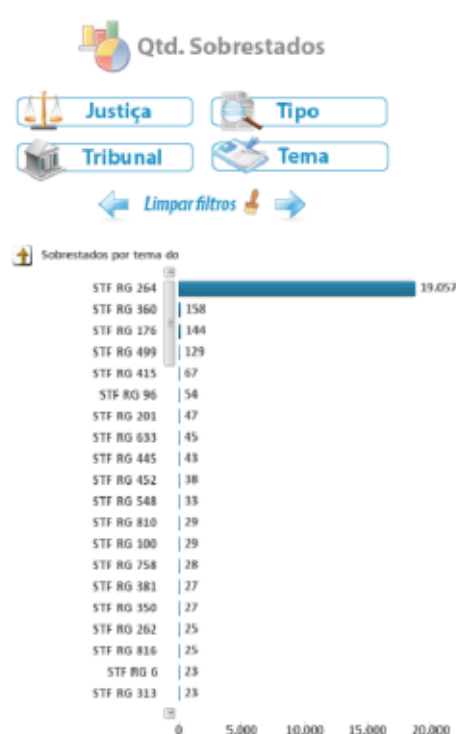 Qtd. Sobrestados
Justiça Tipo
Tribunal Tema
Limpar filtros
Sobrestados por tema do
STF RG 264 19.057
STF RG 360 158
STF RG 176 144
STF RG 499 129
STF RG 415 67
STF RG 96 54
STF RG 201 47
STF RG 633 45
STF RG 445 43
STF RG 452 38
STF RG 548 33
STF RG 810 29
STF RG 100 29
STF RG 758 28
STF RG 381 27
STF RG 350 27
STF RG 262 25
STF RG 816 25
STF RG 6 23
STF RG 313 23
0 5.000 10.000 15.000 20.000